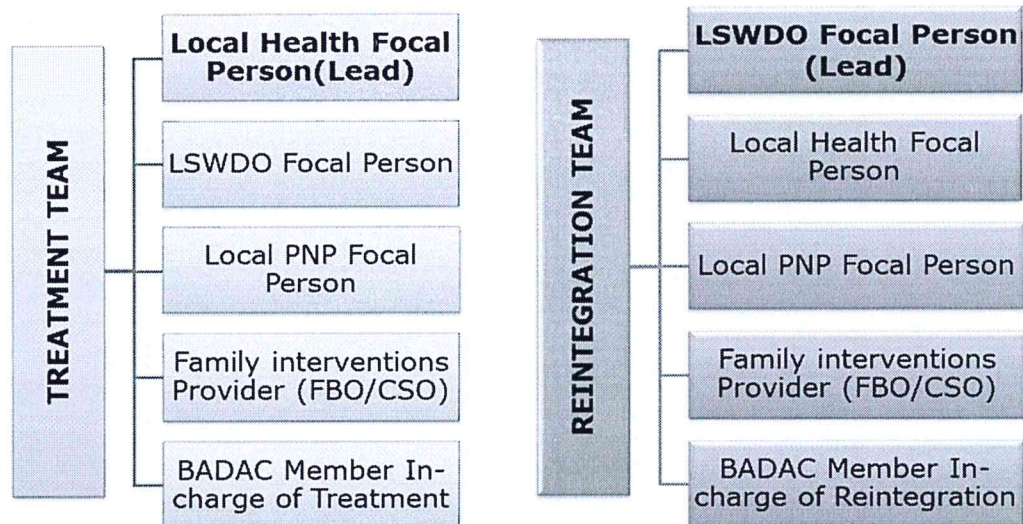 TREATMENT TEAM
Local Health Focal
Person(Lead)
LSWDO Focal Person
Local PNP Focal
Person
Family interventions
Provider (FBO/CSO)
BADAC Member In-
charge of Treatment
REINTEGRATION TEAM
LSWDO Focal Person
(Lead)
Local Health Focal
Person
Local PNP Focal Person
Family interventions
Provider (FBO/CSO)
BADAC Member In-
charge of Reintegration